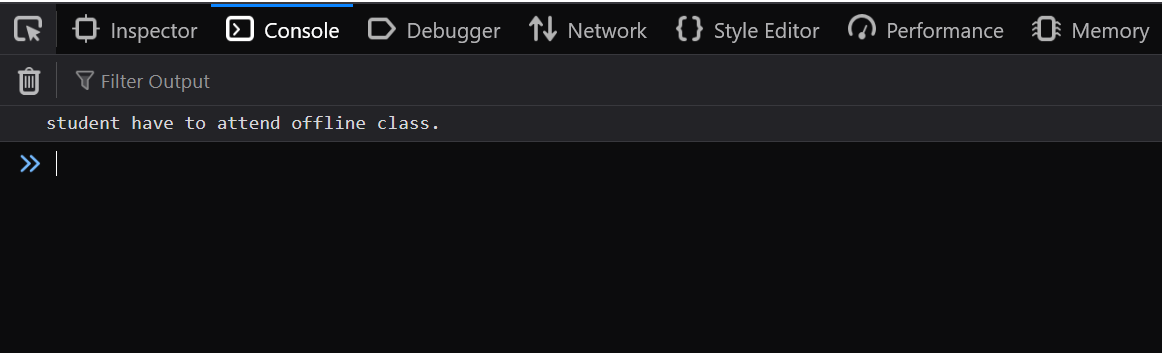 Inspector Console Debugger Network Style Editor Performance Memory
Filter Output
student have to attend offline class.